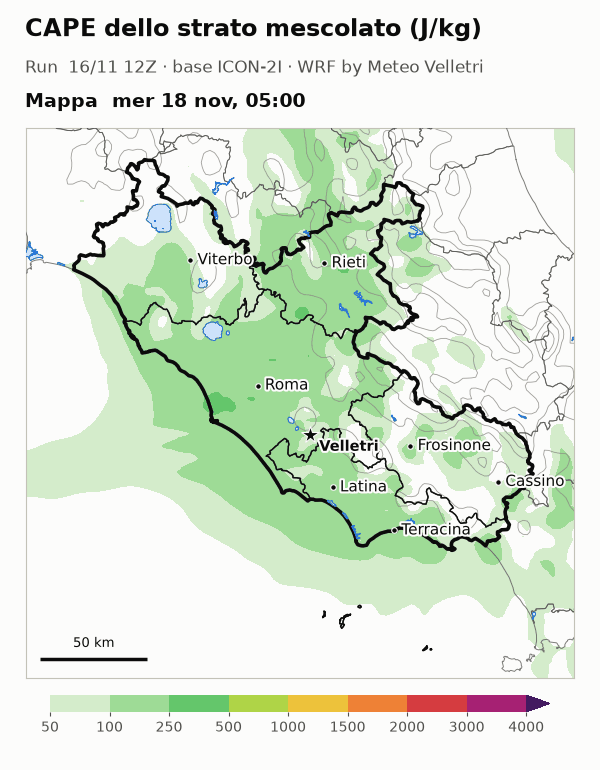 CAPE dello strato mescolato (J/kg)
Run  16/11 12Z · base ICON-2I · WRF by Meteo Velletri
Mappa  mer 18 nov, 05:00
Viterbo
Rieti
Roma
Velletri
Frosinone
Latina
Cassino
Terracina
50 km
50 100 250 500 1000 1500 2000 3000 4000